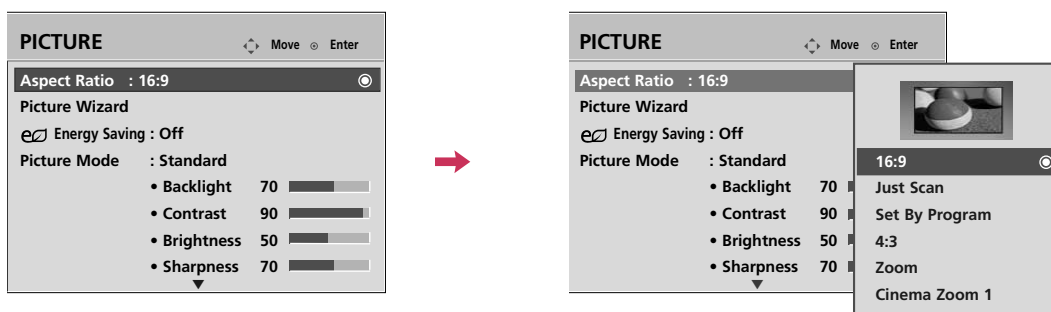 PICTURE Move Enter
Aspect Ratio : 16:9
Picture Wizard
Energy Saving : Off
Picture Mode : Standard
• Backlight 70
• Contrast 90
• Brightness 50
• Sharpness 70
PICTURE Move Enter
Aspect Ratio : 16:9
Picture Wizard
Energy Saving : Off
Picture Mode : Standard
• Backlight 70
• Contrast 90
• Brightness 50
• Sharpness 70
16:9
Just Scan
Set By Program
4:3
Zoom
Cinema Zoom 1